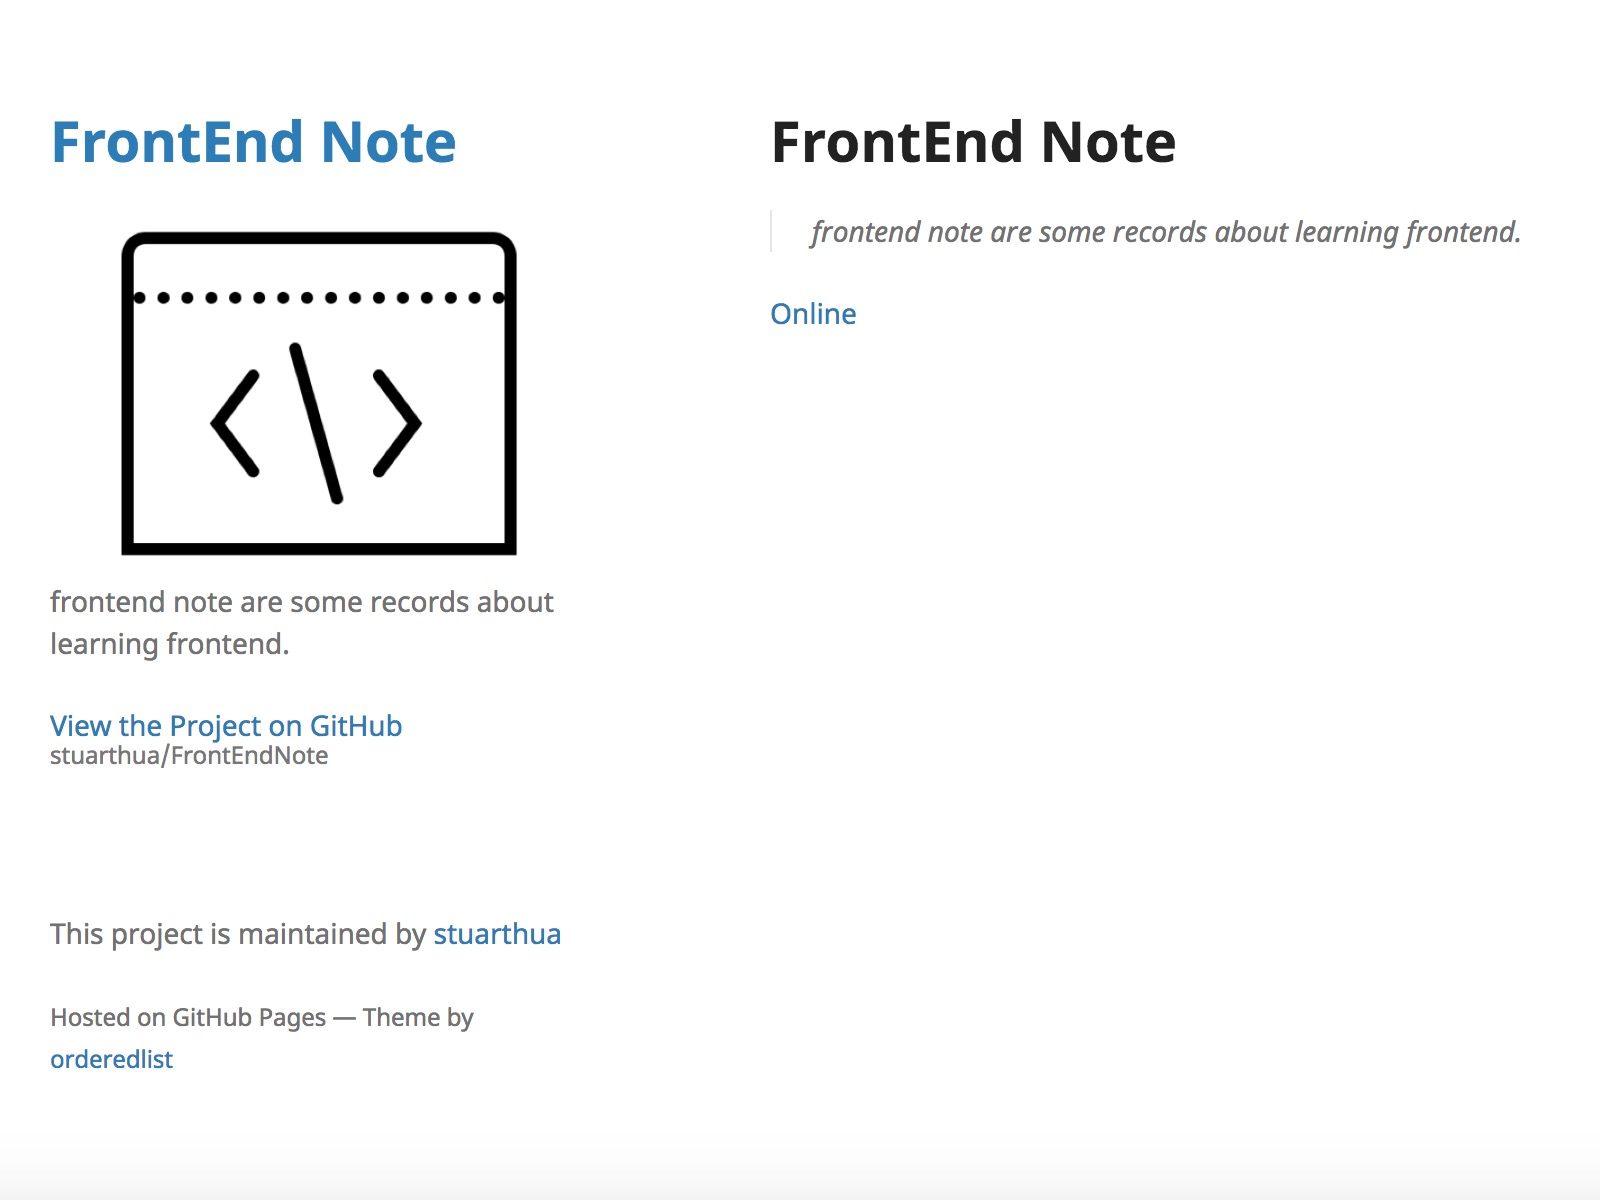 FrontEnd Note
frontend note are some records about
learning frontend.
View the Project on GitHub
stuarthua/FrontEndNote
This project is maintained by stuarthua
Hosted on GitHub Pages — Theme by
orderedlist
FrontEnd Note
frontend note are some records about learning frontend.
Online